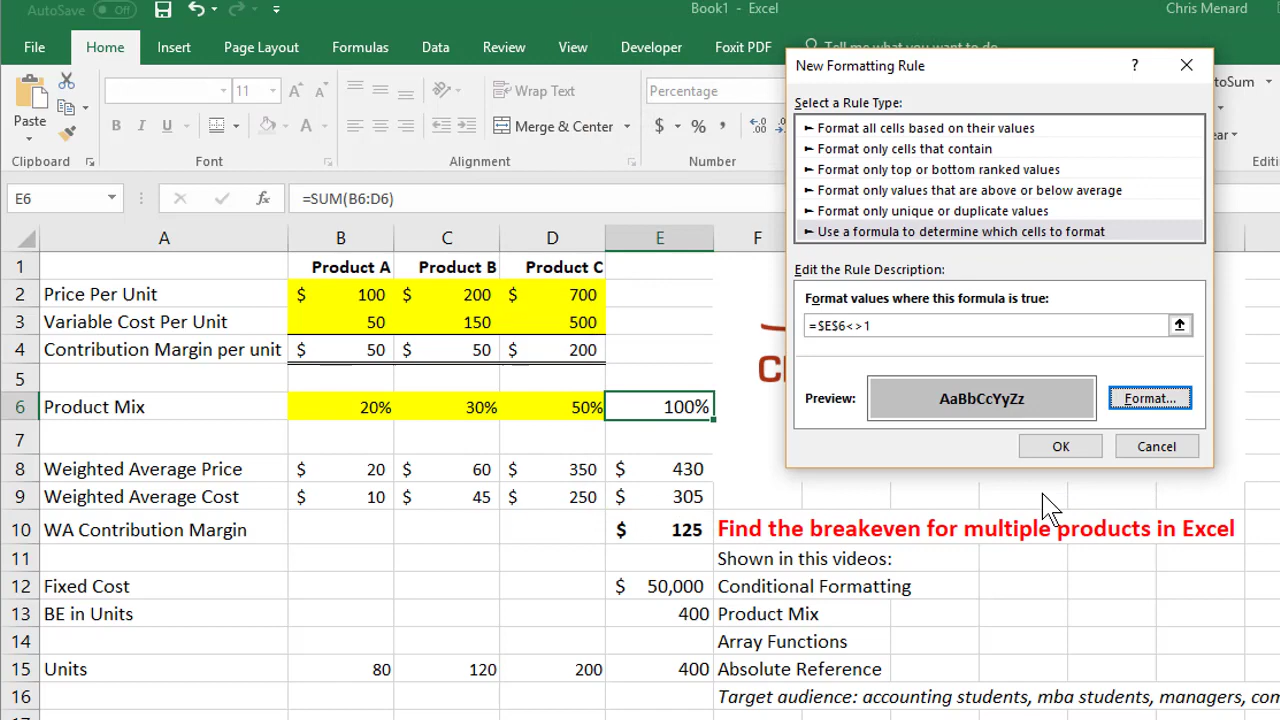 AutoSave Off Book1 - Excel Chris Menard
File Home Insert Page Layout Formulas Data Review View Developer Foxit PDF Tell me what you want to do
New Formatting Rule ?
Select a Rule Type:
► Format all cells based on their values
► Format only cells that contain
► Format only top or bottom ranked values
► Format only values that are above or below average
► Format only unique or duplicate values
► Use a formula to determine which cells to format
Edit the Rule Description:
Format values where this formula is true:
=$E$6<>1
Preview: AaBbCcYyZz Format...
OK Cancel
Paste
11 A A
B I U A
Wrap Text
Merge & Center
Percentage
$ % ,
Clipboard Font Alignment Number
E6 fx =SUM(B6:D6)
A B C D E F
1 Product A Product B Product C
2 Price Per Unit $ 100 $ 200 $ 700
3 Variable Cost Per Unit 50 150 500
4 Contribution Margin per unit $ 50 $ 50 $ 200
5
6 Product Mix 20% 30% 50% 100%
7
8 Weighted Average Price $ 20 $ 60 $ 350 $ 430
9 Weighted Average Cost $ 10 $ 45 $ 250 $ 305
10 WA Contribution Margin $ 125 Find the breakeven for multiple products in Excel
11 Shown in this videos:
12 Fixed Cost $ 50,000 Conditional Formatting
13 BE in Units 400 Product Mix
14 Array Functions
15 Units 80 120 200 400 Absolute Reference
16 Target audience: accounting students, mba students, managers,